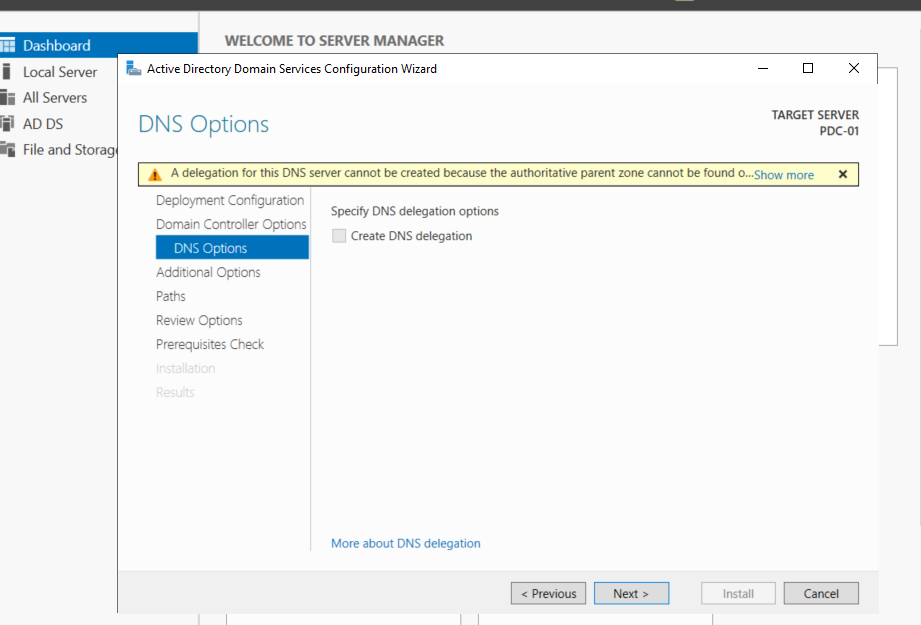 WELCOME TO SERVER MANAGER
Dashboard
Local Server
All Servers
AD DS
File and Storag
Active Directory Domain Services Configuration Wizard
DNS Options
TARGET SERVER
PDC-01
A delegation for this DNS server cannot be created because the authoritative parent zone cannot be found o...Show more
Deployment Configuration
Domain Controller Options
DNS Options
Additional Options
Paths
Review Options
Prerequisites Check
Installation
Results
Specify DNS delegation options
Create DNS delegation
More about DNS delegation
< Previous
Next >
Install
Cancel